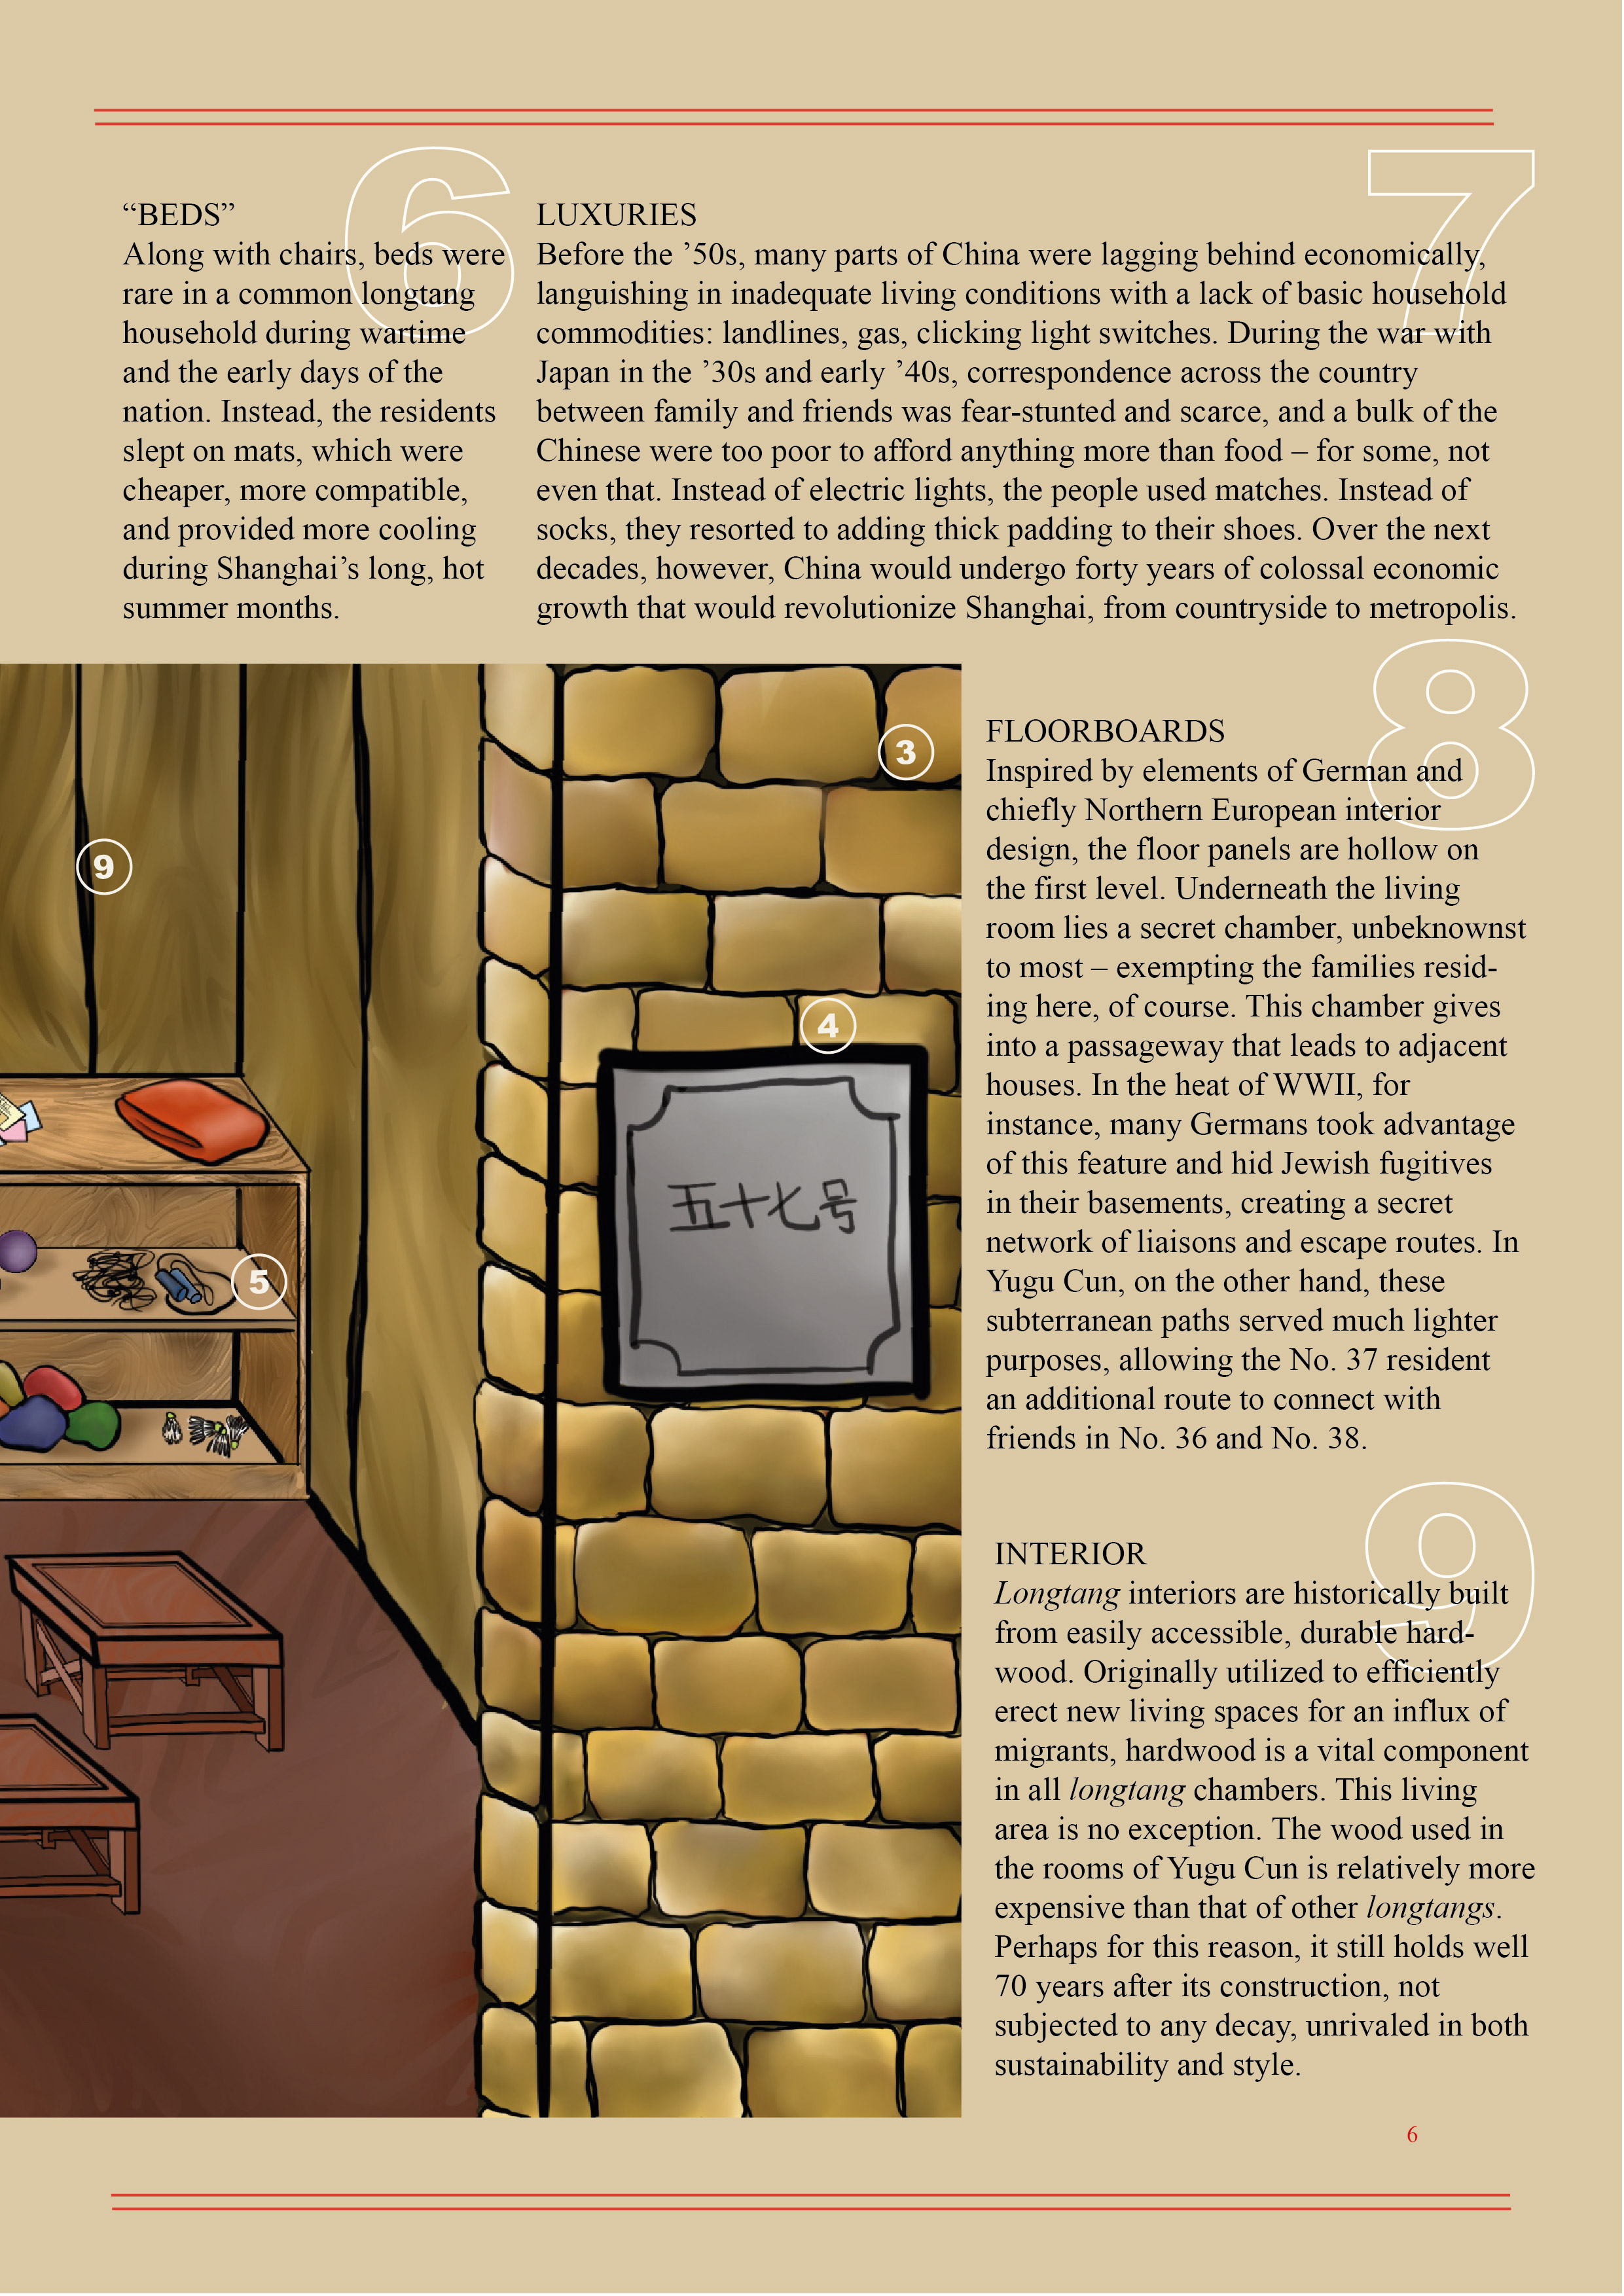 6
“BEDS”
Along with chairs, beds were
rare in a common longtang
household during wartime
and the early days of the
nation. Instead, the residents
slept on mats, which were
cheaper, more compatible,
and provided more cooling
during Shanghai’s long, hot
summer months.
7
LUXURIES
Before the ’50s, many parts of China were lagging behind economically,
languishing in inadequate living conditions with a lack of basic household
commodities: landlines, gas, clicking light switches. During the war with
Japan in the ’30s and early ’40s, correspondence across the country
between family and friends was fear-stunted and scarce, and a bulk of the
Chinese were too poor to afford anything more than food – for some, not
even that. Instead of electric lights, the people used matches. Instead of
socks, they resorted to adding thick padding to their shoes. Over the next
decades, however, China would undergo forty years of colossal economic
growth that would revolutionize Shanghai, from countryside to metropolis.
3
9
4
五十七号
5
8
FLOORBOARDS
Inspired by elements of German and
chiefly Northern European interior
design, the floor panels are hollow on
the first level. Underneath the living
room lies a secret chamber, unbeknownst
to most – exempting the families resid-
ing here, of course. This chamber gives
into a passageway that leads to adjacent
houses. In the heat of WWII, for
instance, many Germans took advantage
of this feature and hid Jewish fugitives
in their basements, creating a secret
network of liaisons and escape routes. In
Yugu Cun, on the other hand, these
subterranean paths served much lighter
purposes, allowing the No. 37 resident
an additional route to connect with
friends in No. 36 and No. 38.
9
INTERIOR
Longtang interiors are historically built
from easily accessible, durable hard-
wood. Originally utilized to efficiently
erect new living spaces for an influx of
migrants, hardwood is a vital component
in all longtang chambers. This living
area is no exception. The wood used in
the rooms of Yugu Cun is relatively more
expensive than that of other longtangs.
Perhaps for this reason, it still holds well
70 years after its construction, not
subjected to any decay, unrivaled in both
sustainability and style.
6